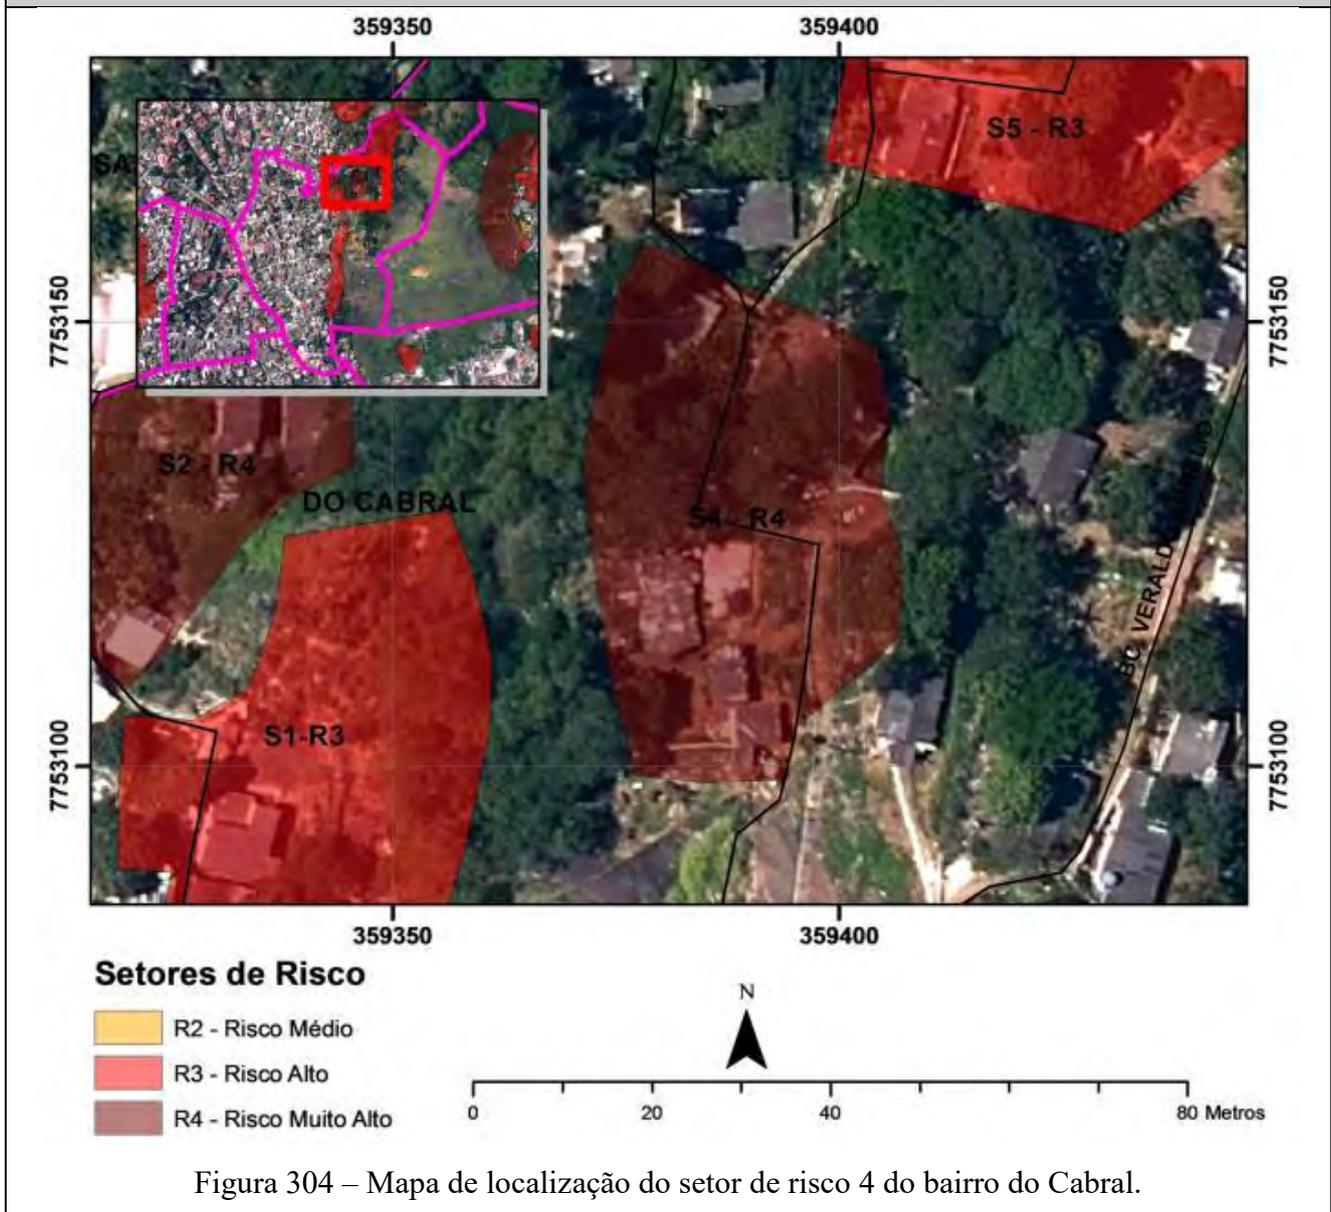 359350
359400
S5 - R3
SA
7753150
7753150
S2 - R4
DO CABRAL
S4 - R4
BC VERALD
S1-R3
7753100
7753100
359350
359400
Setores de Risco
R2 - Risco Médio
R3 - Risco Alto
R4 - Risco Muito Alto
N
0 20 40 80 Metros
Figura 304 – Mapa de localização do setor de risco 4 do bairro do Cabral.